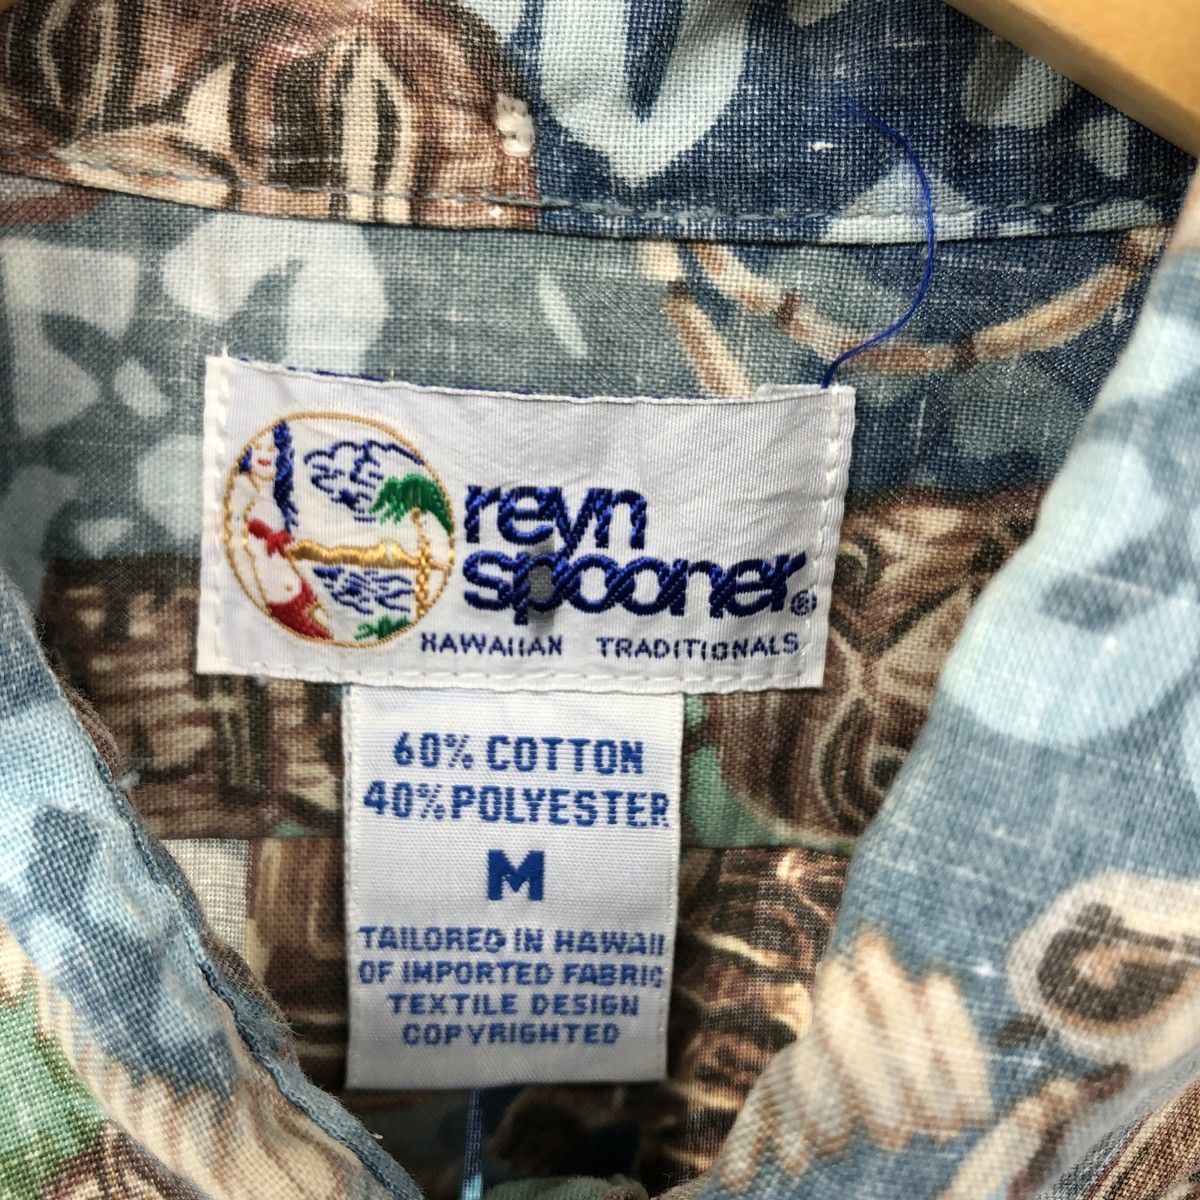 reyn
spooner®
HAWAIIAN TRADITIONALS
60% COTTON
40% POLYESTER
M
TAILORED IN HAWAII
OF IMPORTED FABRIC
TEXTILE DESIGN
COPYRIGHTED